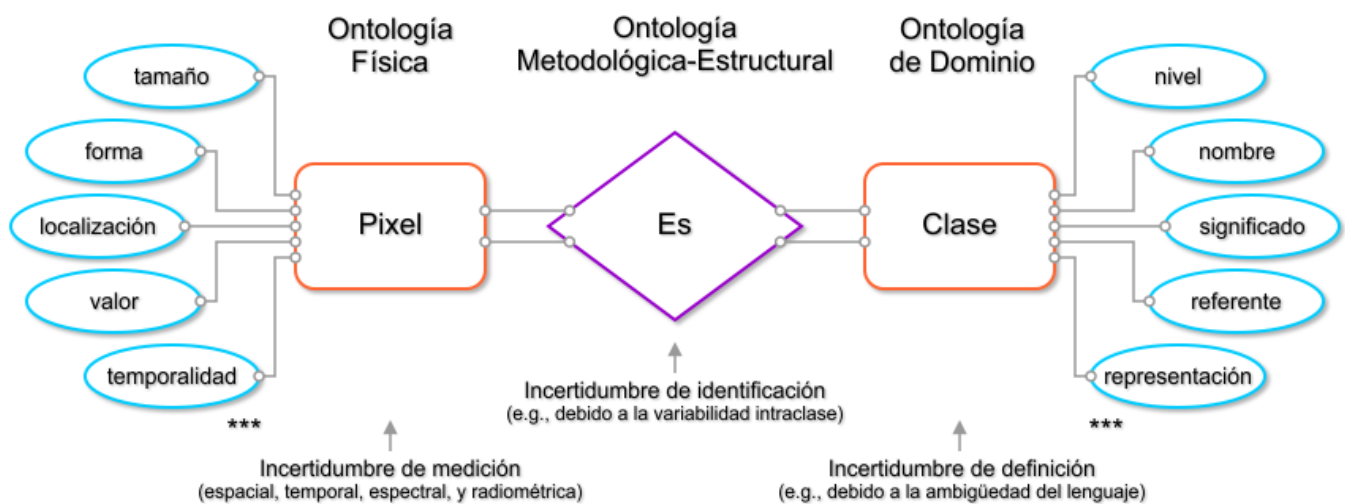 Ontología
Física
Ontología
Metodológica-Estructural
Ontología
de Dominio
tamaño
forma
localización
valor
temporalidad
***
Pixel
Es
Clase
nivel
nombre
significado
referente
representación
***
Incertidumbre de identificación
(e.g., debido a la variabilidad intraclase)
Incertidumbre de medición
(espacial, temporal, espectral, y radiométrica)
Incertidumbre de definición
(e.g., debido a la ambigüedad del lenguaje)